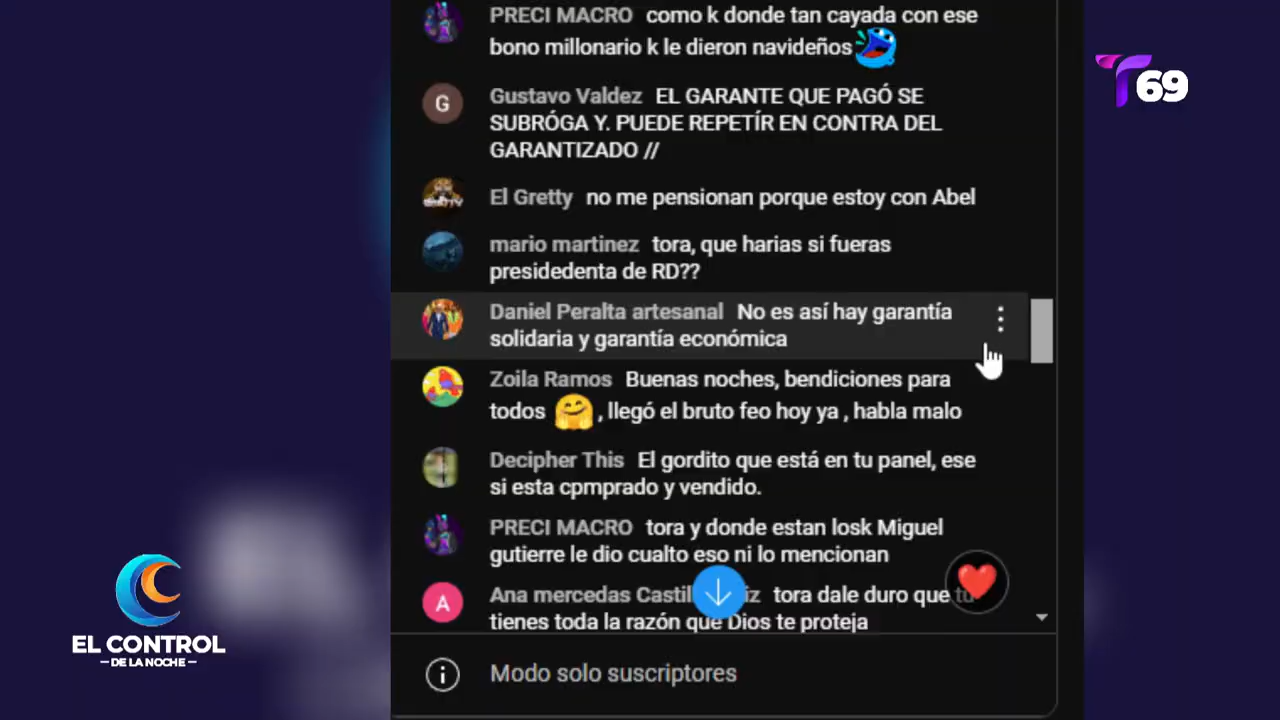 PRECI MACRO como k donde tan cayada con ese
bono millonario k le dieron navideños
T 69
Gustavo Valdez EL GARANTE QUE PAGÓ SE
G
SUBRÓGA Y. PUEDE REPETÍR EN CONTRA DEL
GARANTIZADO //
El Gretty no me pensionan porque estoy con Abel
mario martinez tora, que harias si fueras
presidedenta de RD??
Daniel Peralta artesanal No es así hay garantía
solidaria y garantía económica
Zoila Ramos Buenas noches, bendiciones para
todos , llegó el bruto feo hoy ya , habla malo
Decipher This El gordito que está en tu panel, ese
si esta cpmprado y vendido.
PRECI MACRO tora y donde estan losk Miguel
gutierre le dio cualto eso ni lo mencionan
A
Ana mercedas tora dale duro que tu
tienes toda la razón que Dios te proteja
EL CONTROL
DE LA NOCHE
Modo solo suscriptores